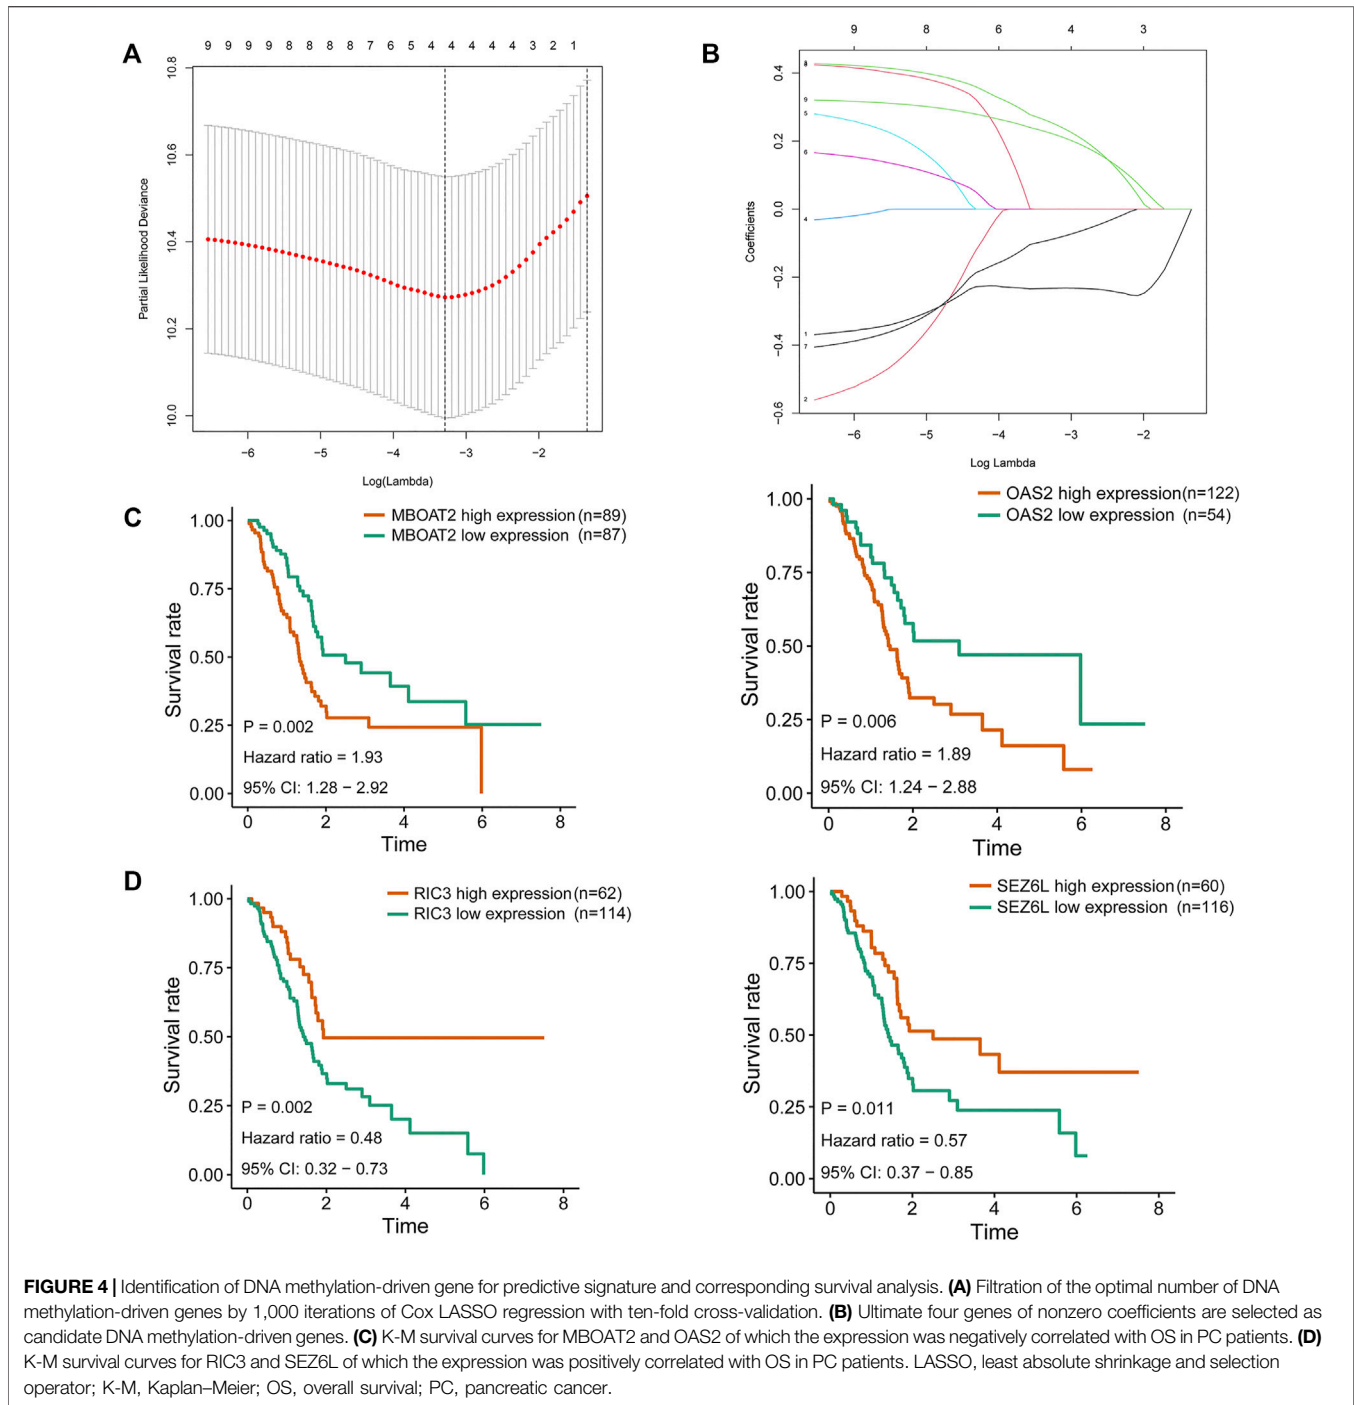 A
9 9 9 9 8 8 8 8 7 6 5 4 4 4 4 3 2 1
Partial Likelihood Deviance
10.8
10.6
10.4
10.2
10.0
−6 −5 −4 −3 −2
Log(Lambda)
B
9 8 6 4 3
Coefficients
0.4
0.2
0.0
−0.2
−0.4
−0.6
9
5
6
4
1
7
2
−6 −5 −4 −3 −2
Log Lambda
C
MBOAT2 high expression (n=89)
MBOAT2 low expression (n=87)
Survival rate
1.00
0.75
0.50
0.25
0.00
P = 0.002
Hazard ratio = 1.93
95% CI: 1.28 − 2.92
0 2 4 6 8
Time
OAS2 high expression(n=122)
OAS2 low expression (n=54)
Survival rate
1.00
0.75
0.50
0.25
0.00
P = 0.006
Hazard ratio = 1.89
95% CI: 1.24 − 2.88
0 2 4 6 8
Time
D
RIC3 high expression (n=62)
RIC3 low expression (n=114)
Survival rate
1.00
0.75
0.50
0.25
0.00
P = 0.002
Hazard ratio = 0.48
95% CI: 0.32 − 0.73
0 2 4 6 8
Time
SEZ6L high expression(n=60)
SEZ6L low expression (n=116)
Survival rate
1.00
0.75
0.50
0.25
0.00
P = 0.011
Hazard ratio = 0.57
95% CI: 0.37 − 0.85
0 2 4 6 8
Time
FIGURE 4 | Identification of DNA methylation-driven gene for predictive signature and corresponding survival analysis. (A) Filtration of the optimal number of DNA
methylation-driven genes by 1,000 iterations of Cox LASSO regression with ten-fold cross-validation. (B) Ultimate four genes of nonzero coefficients are selected as
candidate DNA methylation-driven genes. (C) K-M survival curves for MBOAT2 and OAS2 of which the expression was negatively correlated with OS in PC patients. (D)
K-M survival curves for RIC3 and SEZ6L of which the expression was positively correlated with OS in PC patients. LASSO, least absolute shrinkage and selection
operator; K-M, Kaplan–Meier; OS, overall survival; PC, pancreatic cancer.